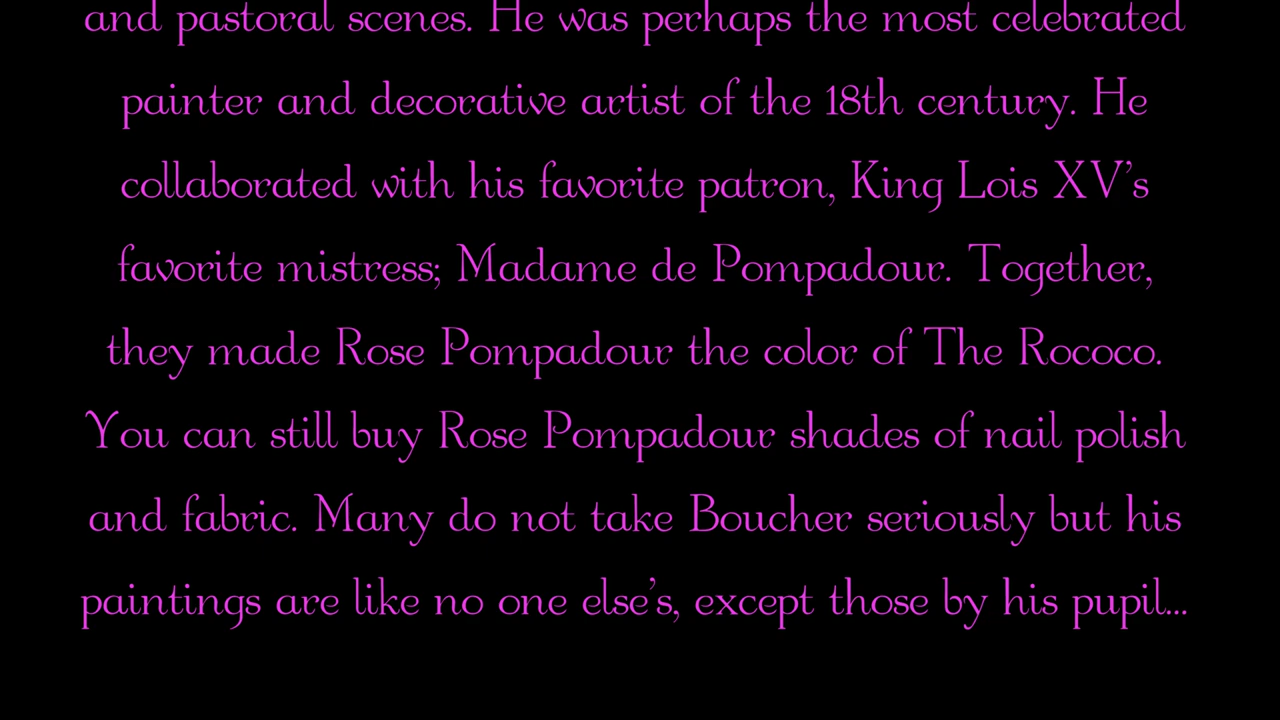 and pastoral scenes. He was perhaps the most celebrated
painter and decorative artist of the 18th century. He
collaborated with his favorite patron, King Lois XV’s
favorite mistress; Madame de Pompadour. Together,
they made Rose Pompadour the color of The Rococo.
You can still buy Rose Pompadour shades of nail polish
and fabric. Many do not take Boucher seriously but his
paintings are like no one else’s, except those by his pupil...